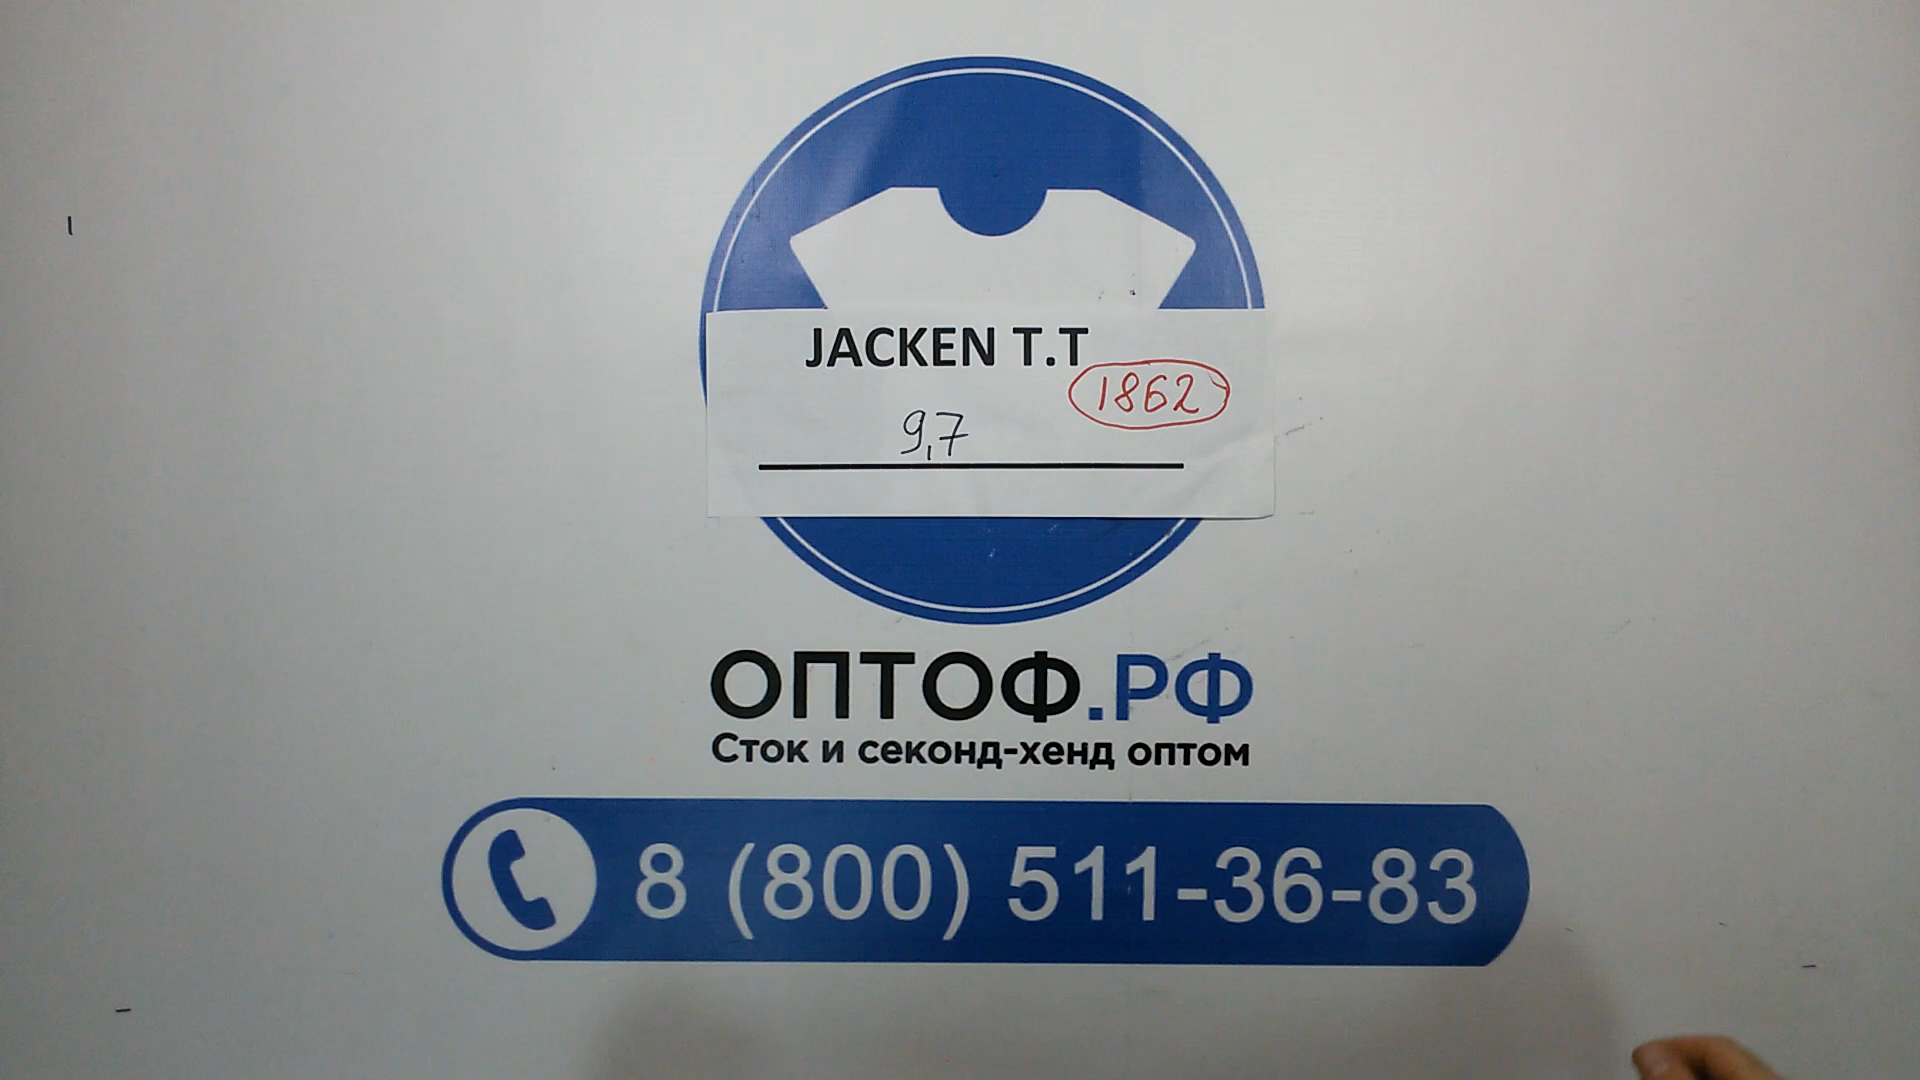 JACKEN T.T
1862
9,7
ОПТОФ.РФ
Сток и секонд-хенд оптом
8 (800) 511-36-83